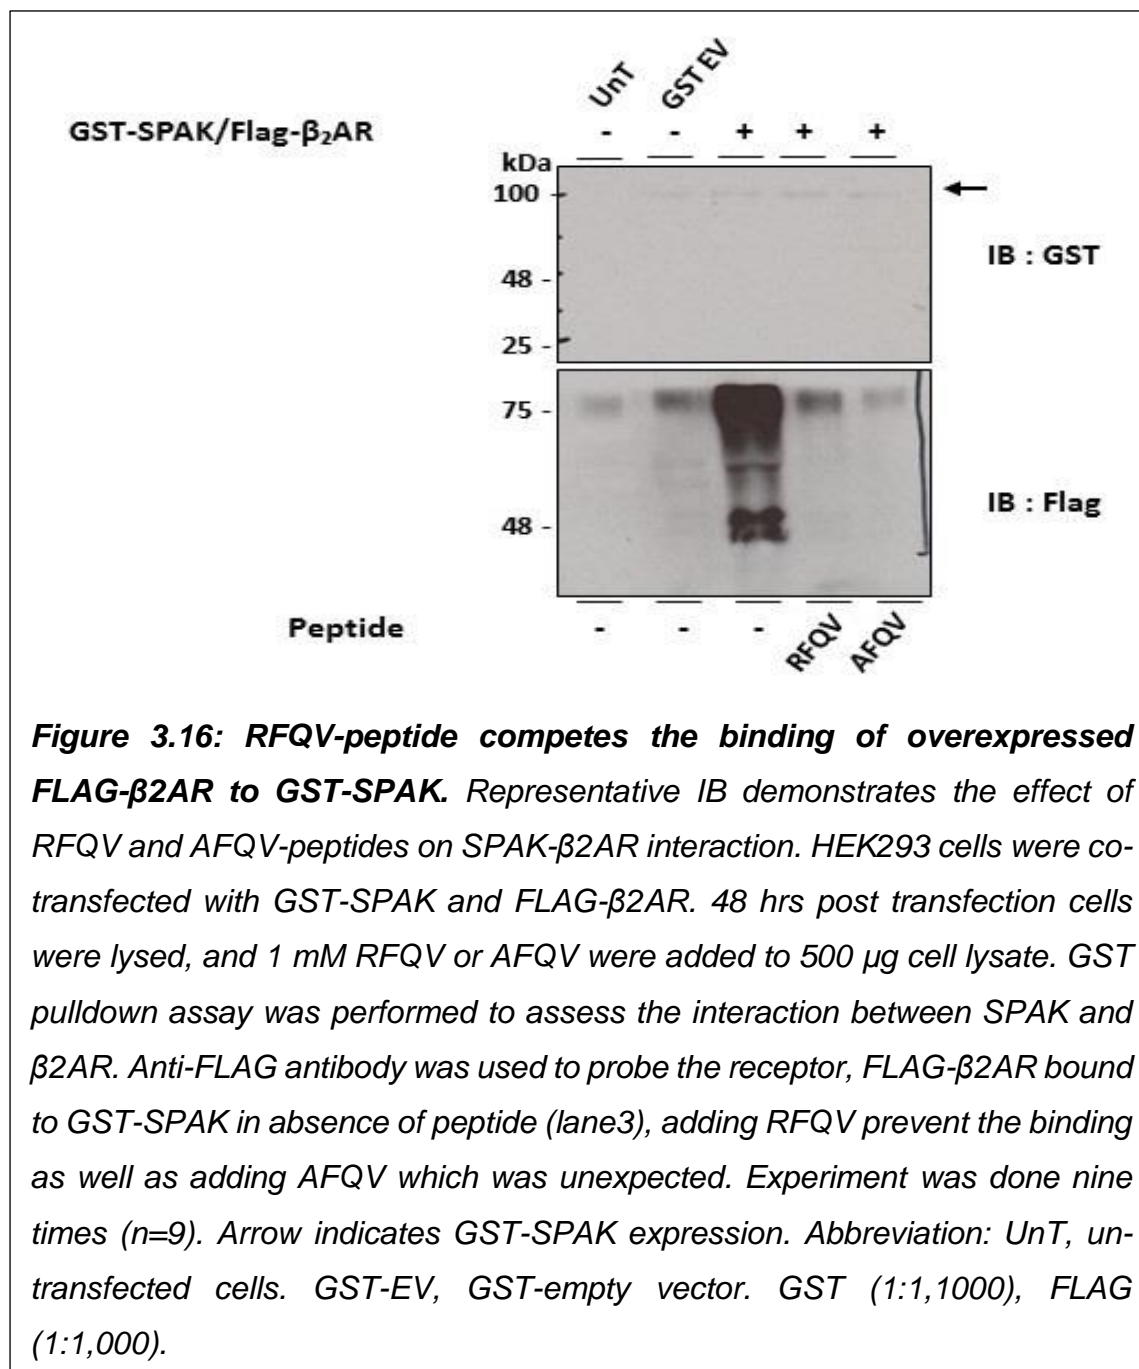 UnT GST EV
GST-SPAK/Flag-β₂AR - - + + +
kDa
100 -
IB : GST
48 -
25 -
75 -
IB : Flag
48 -
Peptide - - - RFQV AFQV
Figure 3.16: RFQV-peptide competes the binding of overexpressed
FLAG-β2AR to GST-SPAK. Representative IB demonstrates the effect of
RFQV and AFQV-peptides on SPAK-β2AR interaction. HEK293 cells were co-
transfected with GST-SPAK and FLAG-β2AR. 48 hrs post transfection cells
were lysed, and 1 mM RFQV or AFQV were added to 500 µg cell lysate. GST
pulldown assay was performed to assess the interaction between SPAK and
β2AR. Anti-FLAG antibody was used to probe the receptor, FLAG-β2AR bound
to GST-SPAK in absence of peptide (lane3), adding RFQV prevent the binding
as well as adding AFQV which was unexpected. Experiment was done nine
times (n=9). Arrow indicates GST-SPAK expression. Abbreviation: UnT, un-
transfected cells. GST-EV, GST-empty vector. GST (1:1,1000), FLAG
(1:1,000).